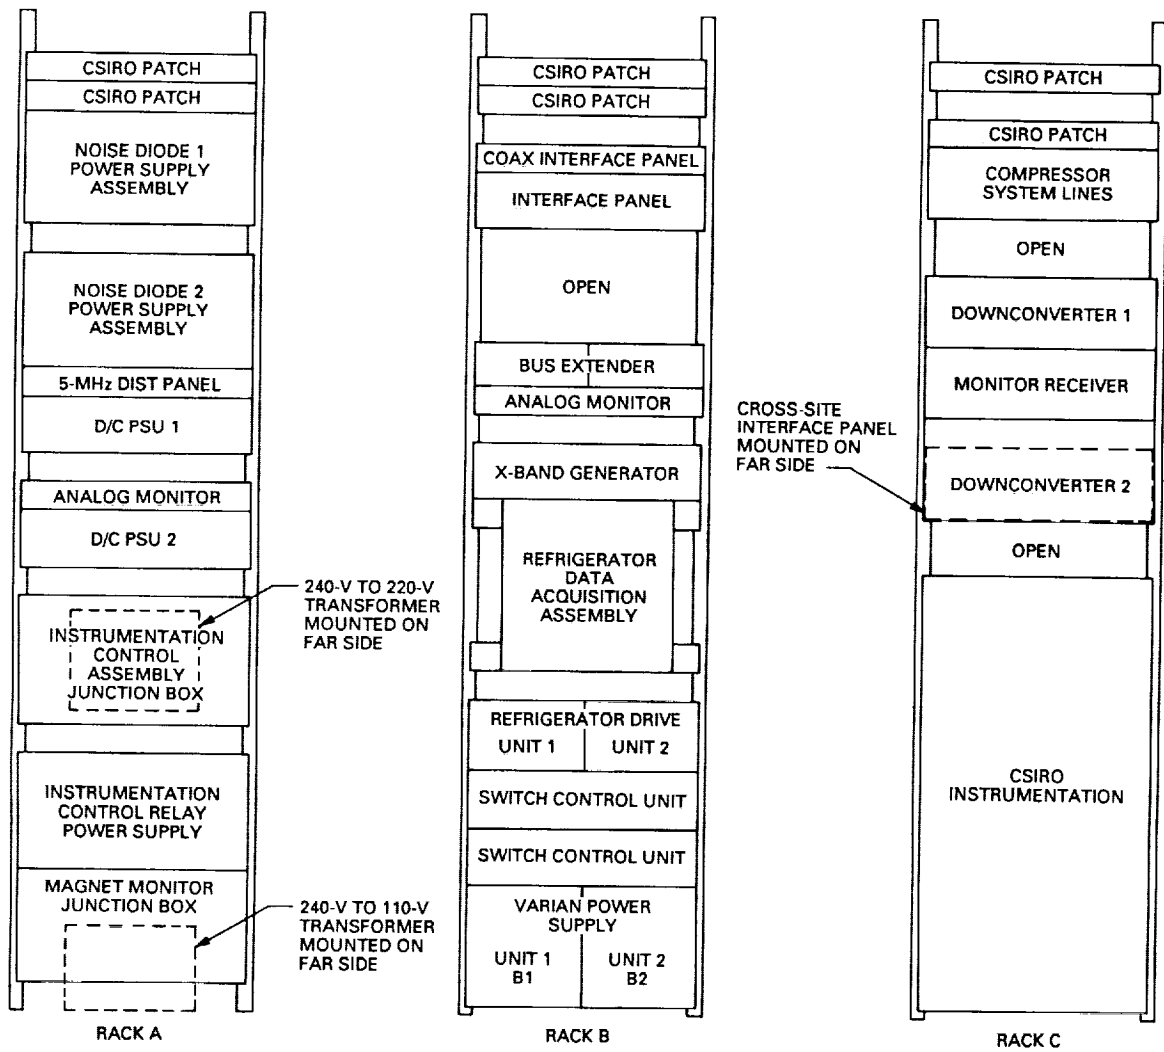 CSIRO PATCH
CSIRO PATCH
NOISE DIODE 1
POWER SUPPLY
ASSEMBLY
NOISE DIODE 2
POWER SUPPLY
ASSEMBLY
5-MHz DIST PANEL
D/C PSU 1
ANALOG MONITOR
D/C PSU 2
INSTRUMENTATION
CONTROL
ASSEMBLY
JUNCTION BOX
240-V TO 220-V
TRANSFORMER
MOUNTED ON
FAR SIDE
INSTRUMENTATION
CONTROL RELAY
POWER SUPPLY
MAGNET MONITOR
JUNCTION BOX
240-V TO 110-V
TRANSFORMER
MOUNTED ON
FAR SIDE
RACK A
CSIRO PATCH
CSIRO PATCH
COAX INTERFACE PANEL
INTERFACE PANEL
OPEN
BUS EXTENDER
ANALOG MONITOR
X-BAND GENERATOR
REFRIGERATOR
DATA
ACQUISITION
ASSEMBLY
REFRIGERATOR DRIVE
UNIT 1 UNIT 2
SWITCH CONTROL UNIT
SWITCH CONTROL UNIT
VARIAN POWER
SUPPLY
UNIT 1 UNIT 2
B1 B2
RACK B
CSIRO PATCH
CSIRO PATCH
COMPRESSOR
SYSTEM LINES
OPEN
DOWNCONVERTER 1
MONITOR RECEIVER
CROSS-SITE
INTERFACE PANEL
MOUNTED ON
FAR SIDE
DOWNCONVERTER 2
OPEN
CSIRO
INSTRUMENTATION
RACK C